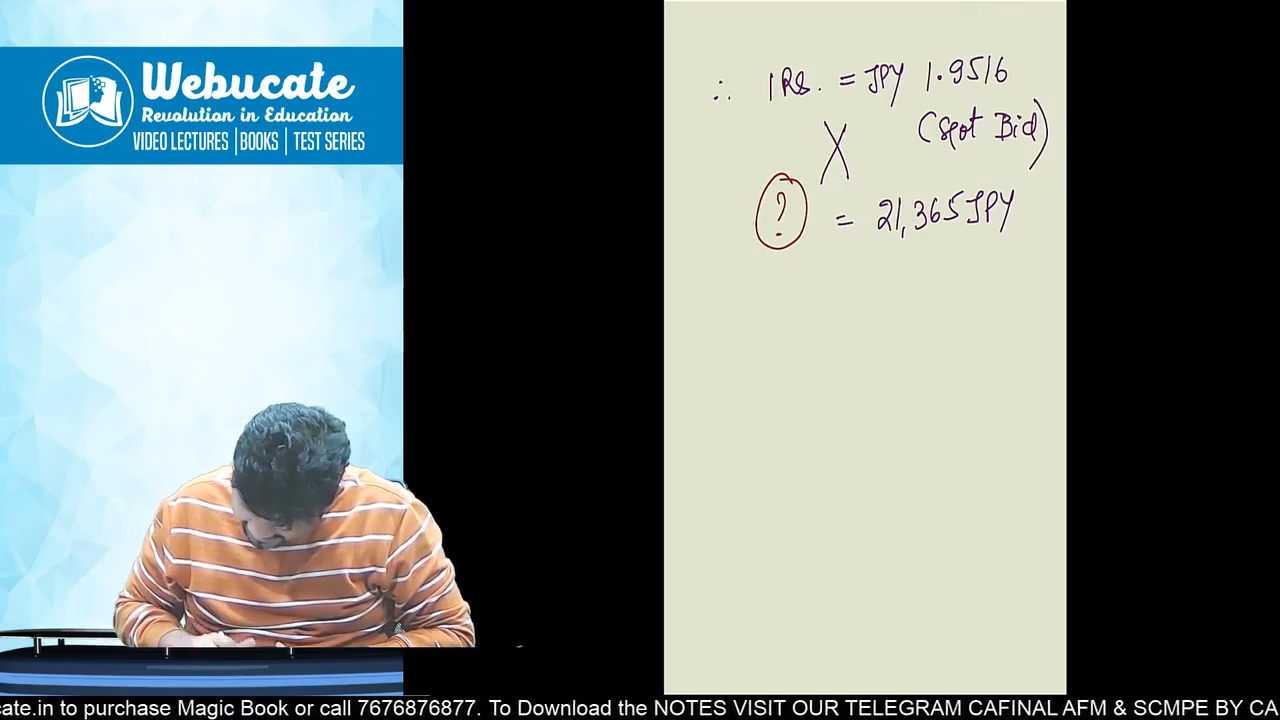 Webucate
Revolution in Education
VIDEO LECTURES | BOOKS | TEST SERIES
∴ 1 Rs. = JPY 1.9516
(Spot Bid)
? = 21,365 JPY
cate.in to purchase Magic Book or call 7676876877. To Download the NOTES VISIT OUR TELEGRAM CAFINAL AFM & SCMPE BY CA